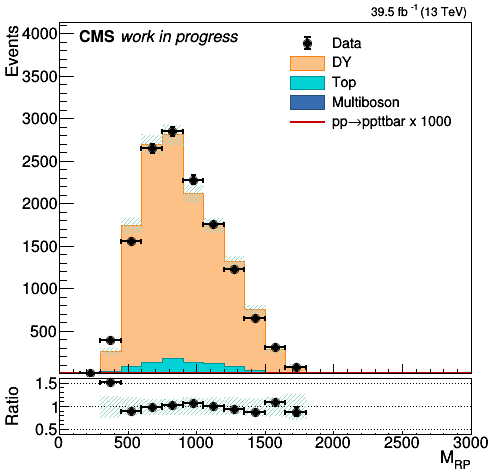 39.5 fb⁻¹ (13 TeV)
CMS work in progress
Events
4000
3500
3000
2500
2000
1500
1000
500
Data
DY
Top
Multiboson
pp→ppttbar x 1000
Ratio
1.5
1
0.5
0 500 1000 1500 2000 2500 3000
M_RP